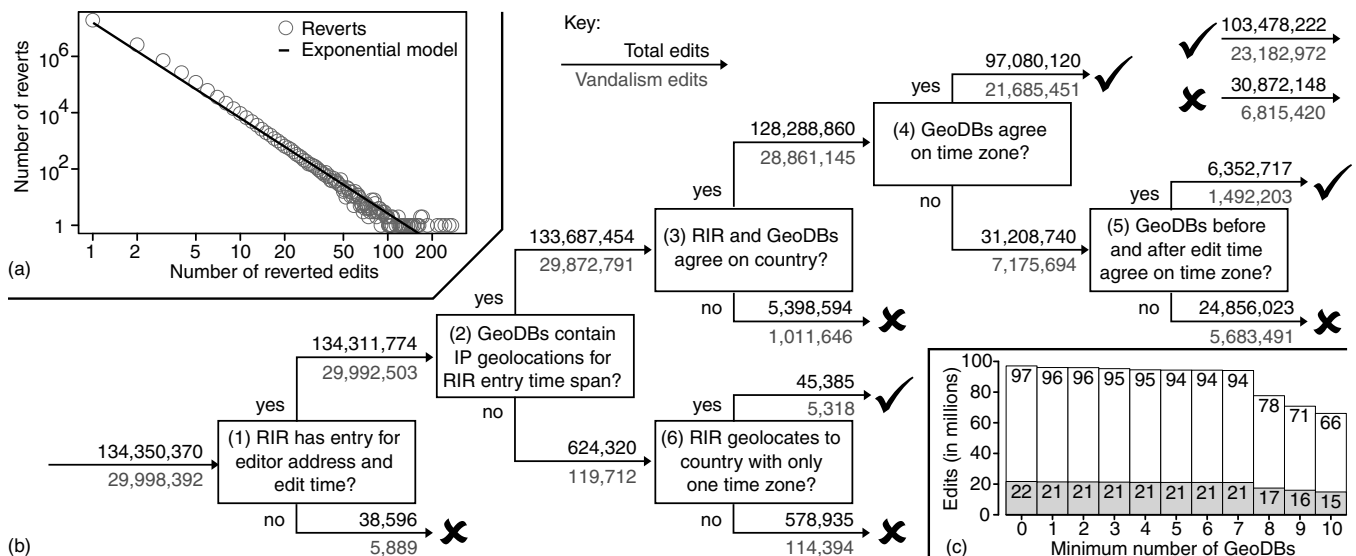 Number of reverts
10^6
10^4
10^2
1
Reverts
Exponential model
1 2 5 10 20 50 100 200
Number of reverted edits
(a)
Key:
Total edits
Vandalism edits
103,478,222
23,182,972
30,872,148
6,815,420
134,350,370
29,998,392
(1) RIR has entry for
editor address and
edit time?
yes
134,311,774
29,992,503
no
38,596
5,889
(2) GeoDBs contain
IP geolocations for
RIR entry time span?
yes
133,687,454
29,872,791
no
624,320
119,712
(3) RIR and GeoDBs
agree on country?
yes
128,288,860
28,861,145
no
5,398,594
1,011,646
(4) GeoDBs agree
on time zone?
yes
97,080,120
21,685,451
no
31,208,740
7,175,694
(5) GeoDBs before
and after edit time
agree on time zone?
yes
6,352,717
1,492,203
no
24,856,023
5,683,491
(6) RIR geolocates to
country with only
one time zone?
yes
45,385
5,318
no
578,935
114,394
(b)
Edits (in millions)
100
80
60
40
20
0
97 96 96 95 95 94 94 94 78 71 66
22 21 21 21 21 21 21 21 17 16 15
0 1 2 3 4 5 6 7 8 9 10
Minimum number of GeoDBs
(c)